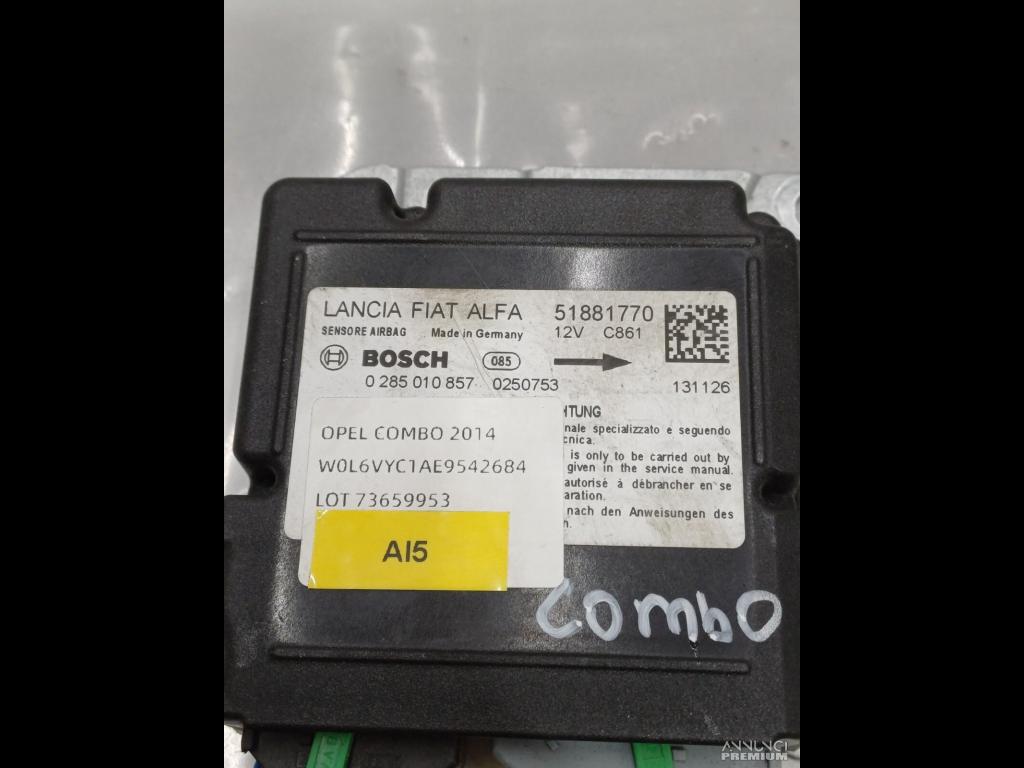 LANCIA FIAT ALFA 51881770
SENSORE AIRBAG Made in Germany 12V C861
BOSCH 085
0 285 010 857 0250753 131126
HTUNG
nale specializzato e seguendo
cnica.
is only to be carried out by
given in the service manual.
autorisé à débrancher en se
aration.
nach den Anweisungen des
n.
OPEL COMBO 2014
W0L6VYC1AE9542684
LOT 73659953
AI5
COMBO
ANNUNCI
PREMIUM